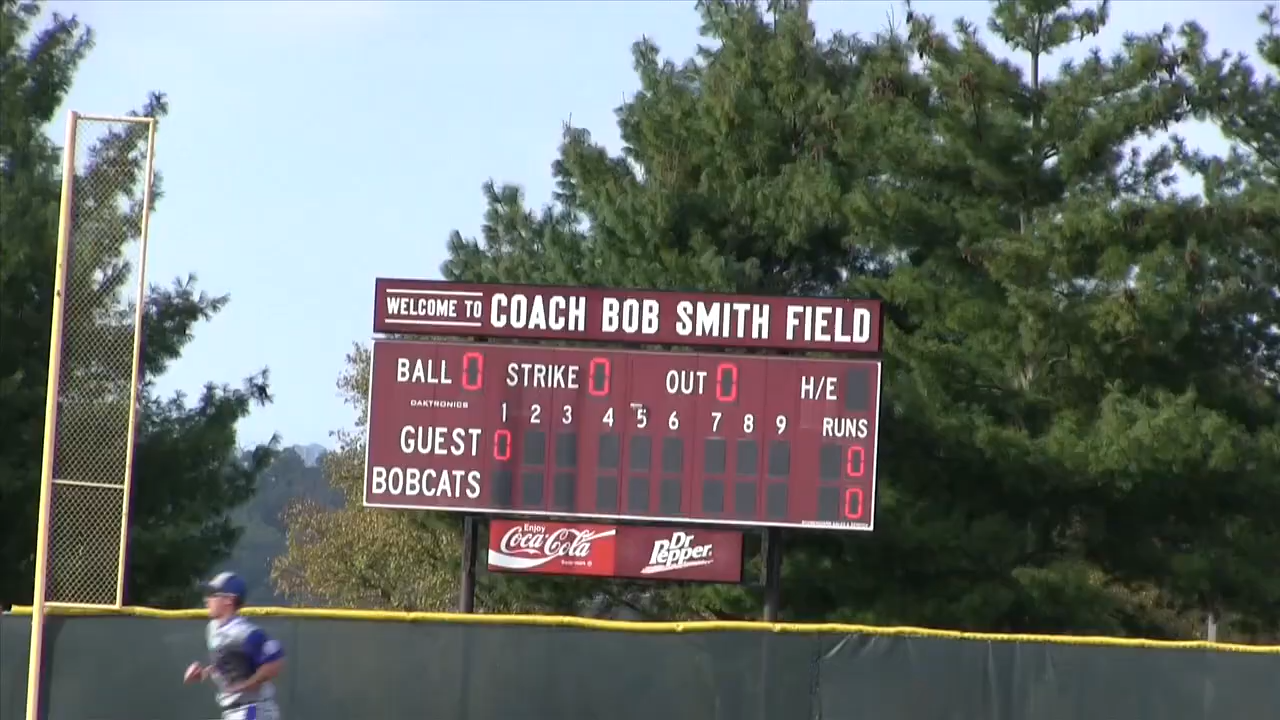 WELCOME TO COACH BOB SMITH FIELD
BALL 0 STRIKE 0 OUT 0 H/E
DAKTRONICS
1 2 3 4 5 6 7 8 9 RUNS
GUEST 0 0
BOBCATS 0
Enjoy
Coca-Cola
Dr Pepper